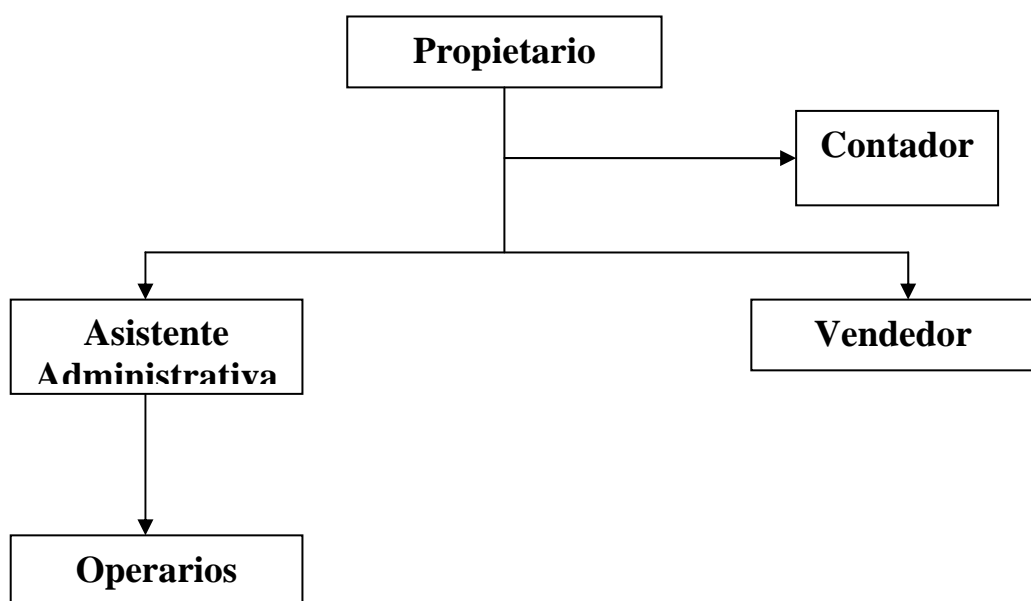 Propietario
Contador
Asistente
Administrativa
Vendedor
Operarios